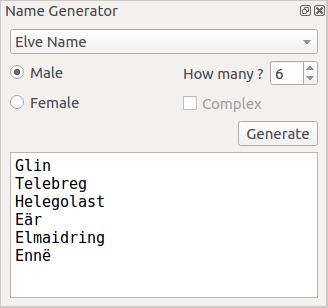 Name Generator
Elve Name
Male
How many ? 6
Female
Complex
Generate
Glin
Telebreg
Helegolast
Eär
Elmaidring
Ennë